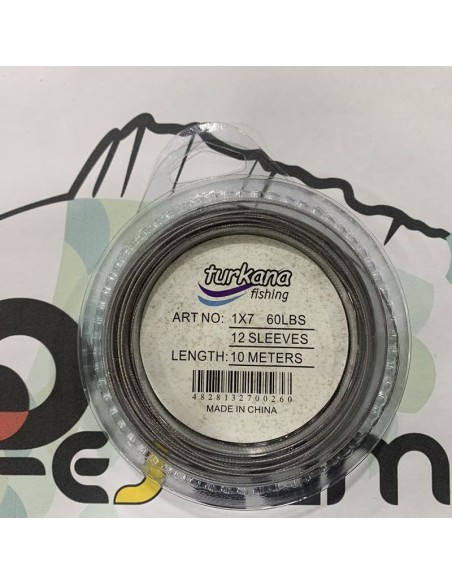 turkana
fishing
ART NO: 1X7 60LBS
12 SLEEVES
LENGTH: 10 METERS
4828132700260
MADE IN CHINA